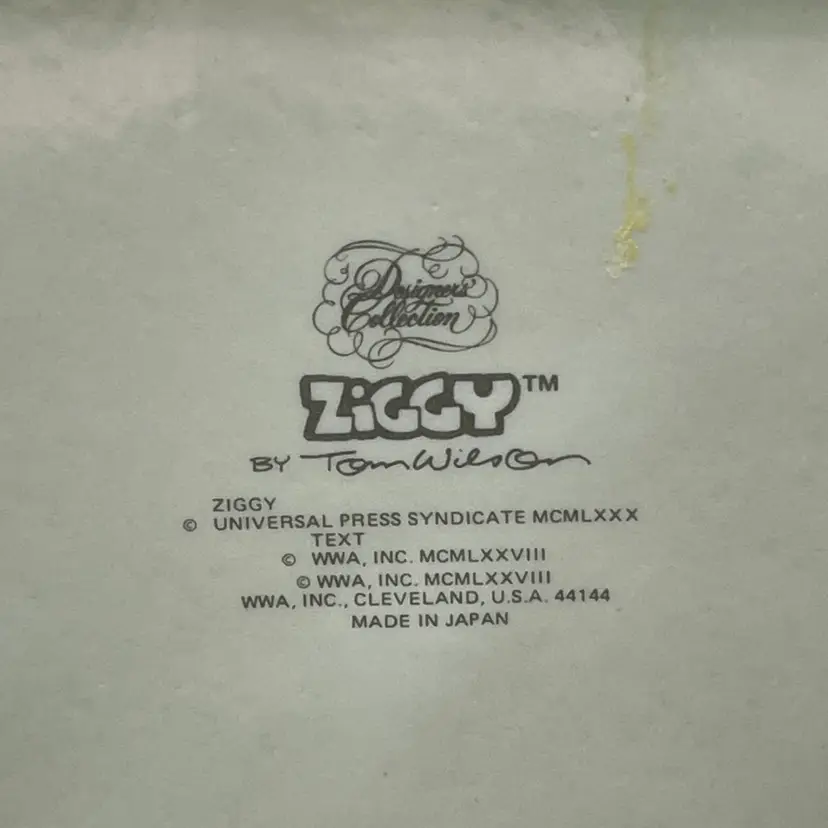 Designers'
Collection
ZiGGY™
BY Tom Wilson
ZIGGY
© UNIVERSAL PRESS SYNDICATE MCMLXXX
TEXT
© WWA, INC. MCMLXXVIII
© WWA, INC. MCMLXXVIII
WWA, INC., CLEVELAND, U.S.A. 44144
MADE IN JAPAN